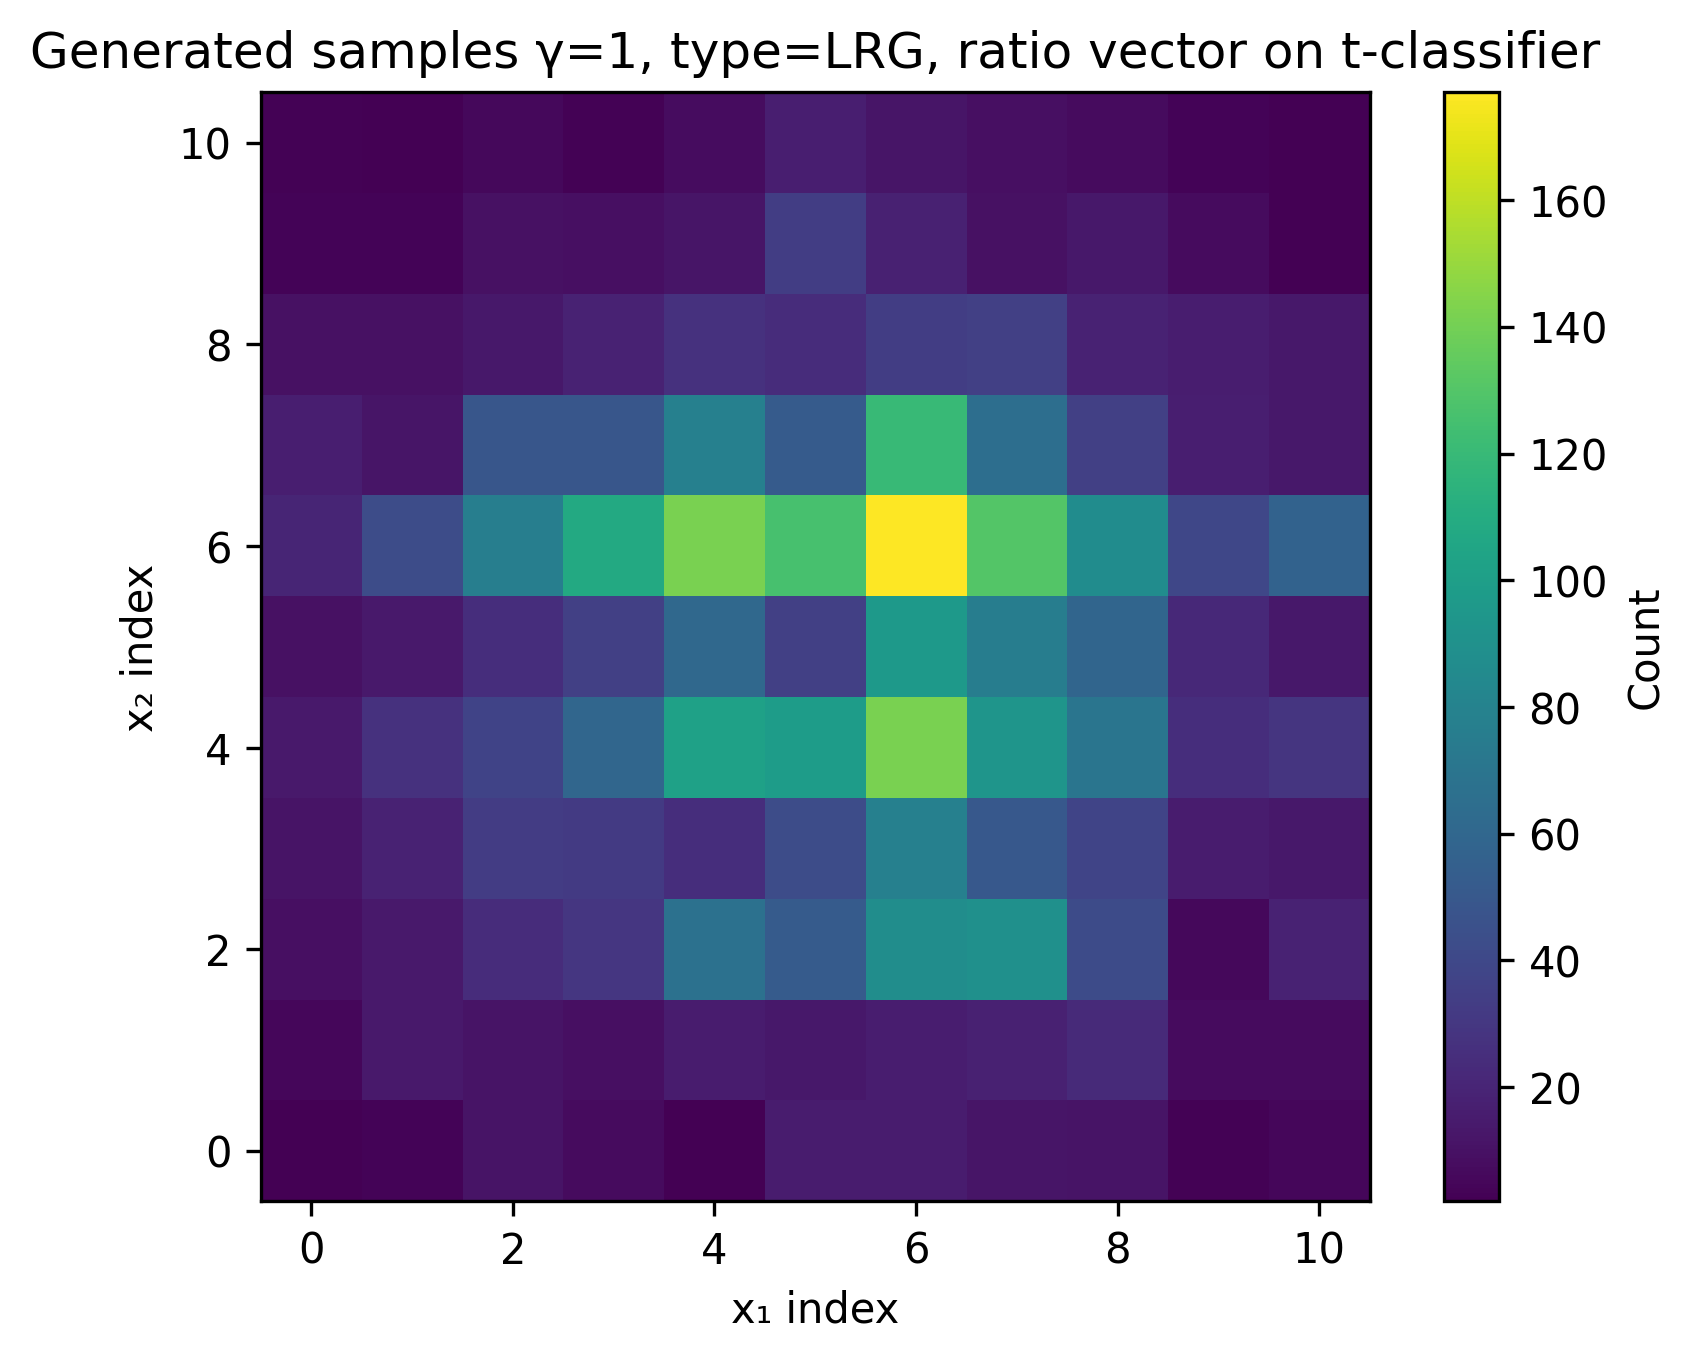 Generated samples γ=1, type=LRG, ratio vector on t-classifier
10
8
6
4
2
0
x₂ index
0 2 4 6 8 10
x₁ index
160
140
120
100
80
60
40
20
Count